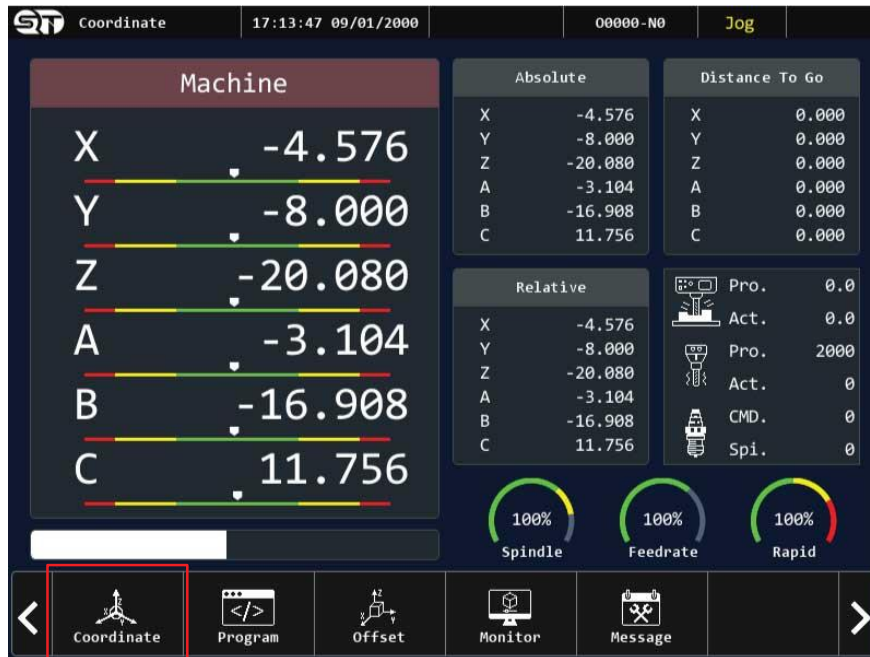 ST Coordinate 17:13:47 09/01/2000 O0000-N0 Jog
Machine
X -4.576
Y -8.000
Z -20.080
A -3.104
B -16.908
C 11.756
Absolute
X -4.576
Y -8.000
Z -20.080
A -3.104
B -16.908
C 11.756
Distance To Go
X 0.000
Y 0.000
Z 0.000
A 0.000
B 0.000
C 0.000
Relative
X -4.576
Y -8.000
Z -20.080
A -3.104
B -16.908
C 11.756
Pro. 0.0
Act. 0.0
Pro. 2000
Act. 0
CMD. 0
Spi. 0
100% 100% 100%
Spindle Feedrate Rapid
Coordinate Program Offset Monitor Message